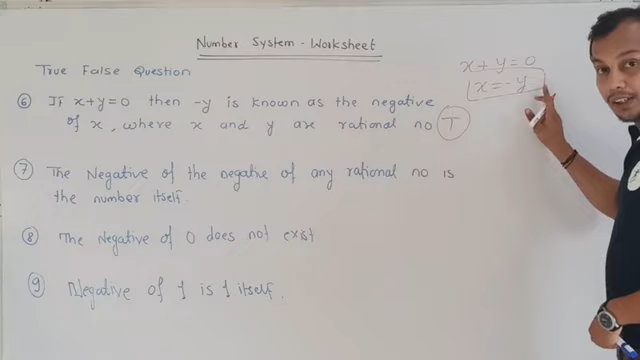 Number System - Worksheet
x + y = 0
x = - y
True False Question
6 If x+y=0 then -y is known as the negative
of x, where x and y are rational no T
7 The Negative of the negative of any rational no is
the number itself.
8 The Negative of 0 does not exist
9 Negative of 1 is 1 itself.